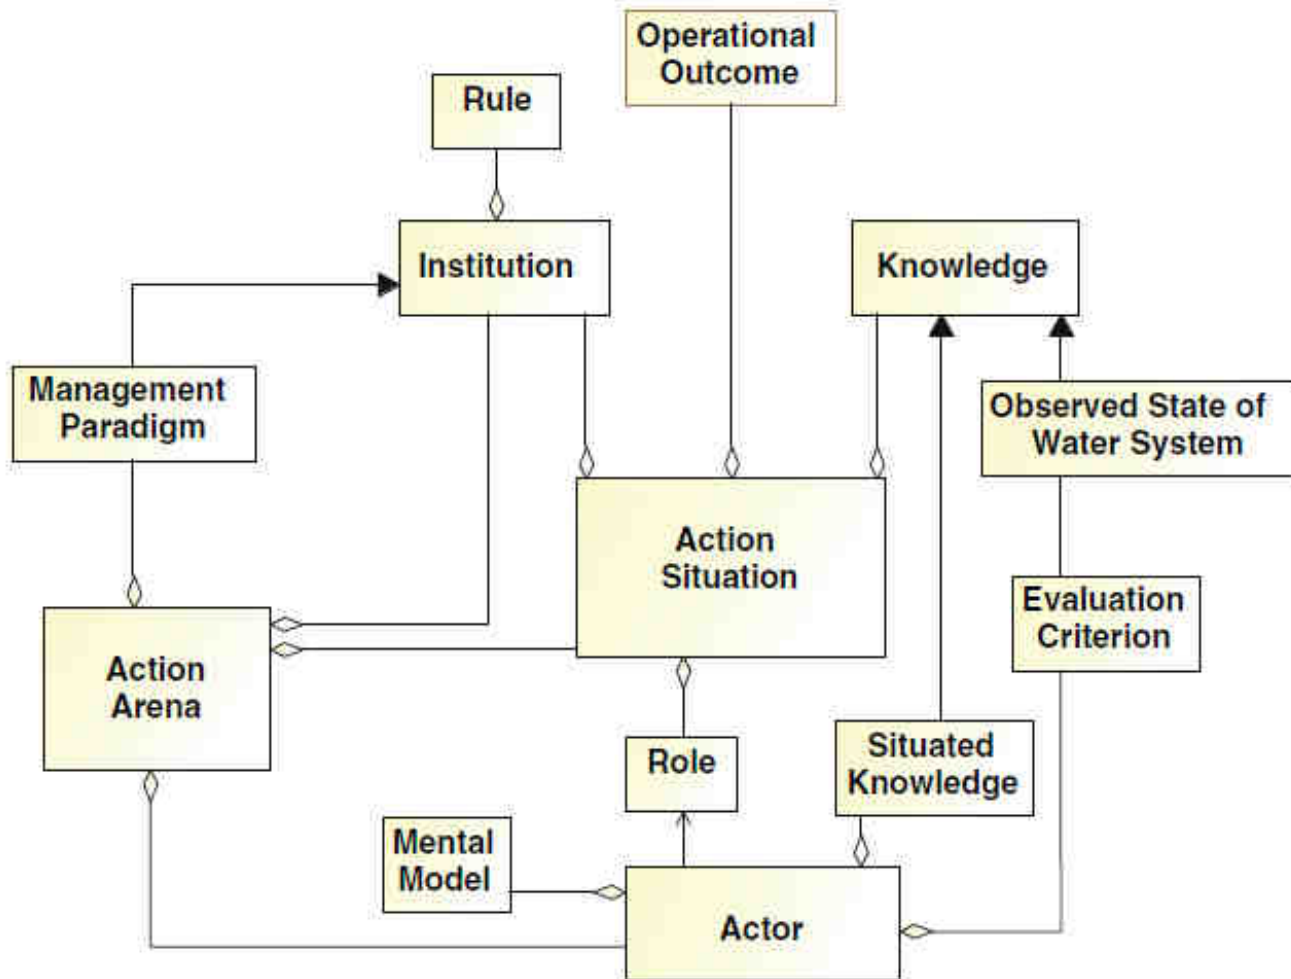 Operational
Outcome
Rule
Institution
Knowledge
Management
Paradigm
Observed State of
Water System
Action
Situation
Evaluation
Criterion
Action
Arena
Role
Situated
Knowledge
Mental
Model
Actor